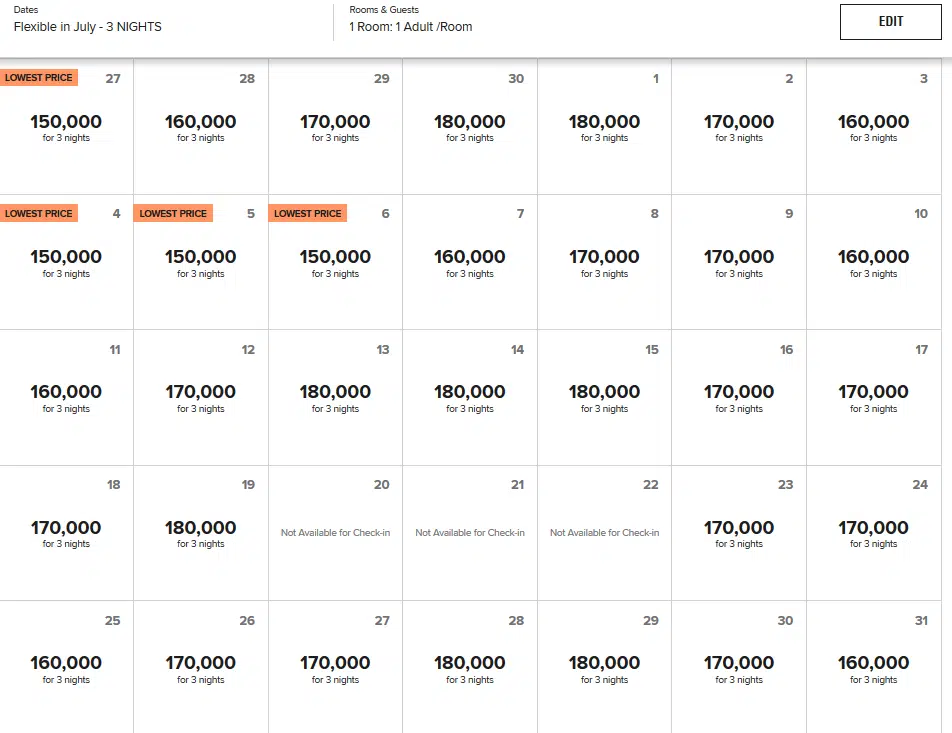 Dates
Flexible in July - 3 NIGHTS
Rooms & Guests
1 Room: 1 Adult /Room
EDIT
LOWEST PRICE 27 28 29 30 1 2 3
150,000 160,000 170,000 180,000 180,000 170,000 160,000
for 3 nights for 3 nights for 3 nights for 3 nights for 3 nights for 3 nights for 3 nights
LOWEST PRICE 4 LOWEST PRICE 5 LOWEST PRICE 6 7 8 9 10
150,000 150,000 150,000 160,000 170,000 170,000 160,000
for 3 nights for 3 nights for 3 nights for 3 nights for 3 nights for 3 nights for 3 nights
11 12 13 14 15 16 17
160,000 170,000 180,000 180,000 180,000 170,000 170,000
for 3 nights for 3 nights for 3 nights for 3 nights for 3 nights for 3 nights for 3 nights
18 19 20 21 22 23 24
170,000 180,000 Not Available for Check-in Not Available for Check-in Not Available for Check-in 170,000 170,000
for 3 nights for 3 nights for 3 nights for 3 nights
25 26 27 28 29 30 31
160,000 170,000 170,000 180,000 180,000 170,000 160,000
for 3 nights for 3 nights for 3 nights for 3 nights for 3 nights for 3 nights for 3 nights